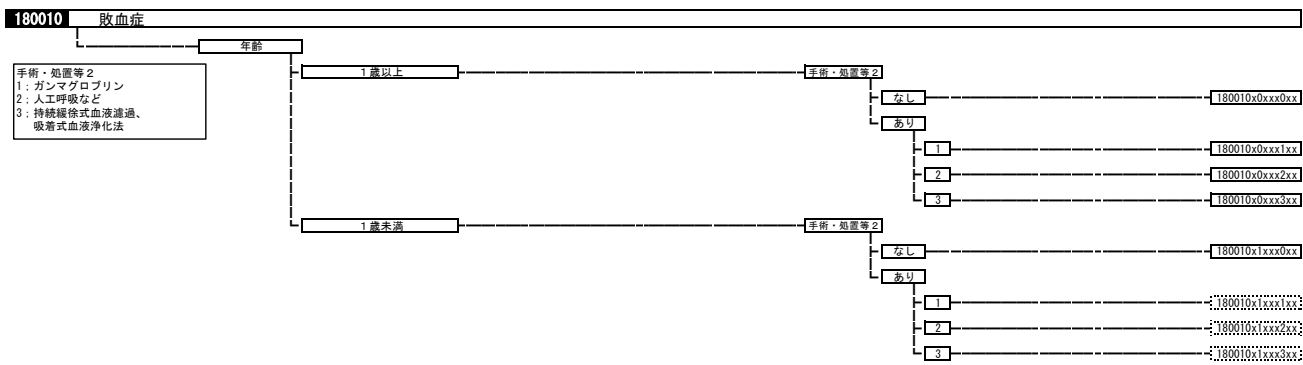 180010 敗血症
年齢
手術・処置等２
1；ガンマグロブリン
2；人工呼吸など
3；持続緩徐式血液濾過、
吸着式血液浄化法
１歳以上
手術・処置等２
なし
180010x0xxx0xx
あり
1
180010x0xxx1xx
2
180010x0xxx2xx
3
180010x0xxx3xx
１歳未満
手術・処置等２
なし
180010x1xxx0xx
あり
1
180010x1xxx1xx
2
180010x1xxx2xx
3
180010x1xxx3xx